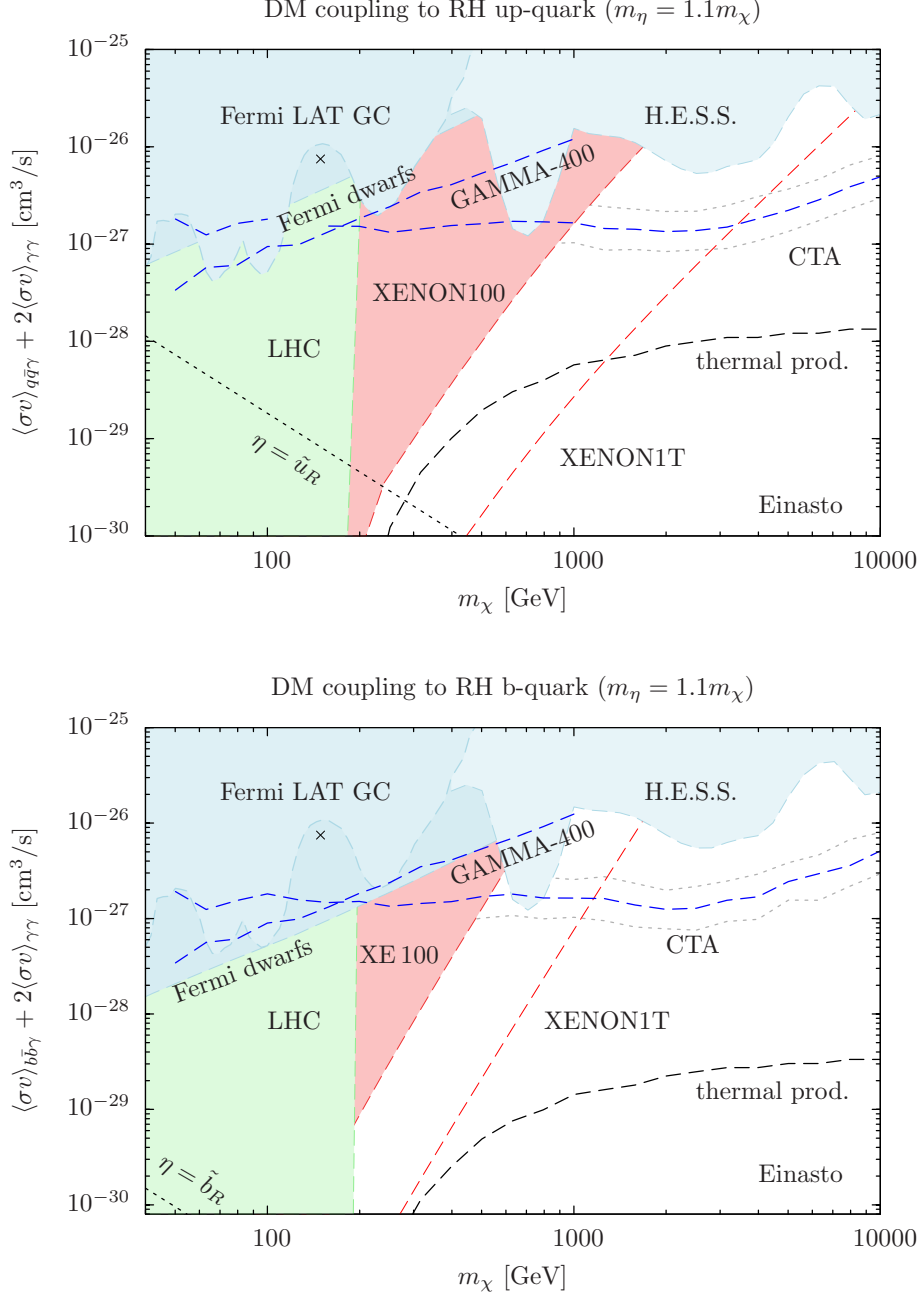 DM coupling to RH up-quark (m_η = 1.1m_χ)
10^−25
Fermi LAT GC
H.E.S.S.
10^−26
GAMMA-400
Fermi dwarfs
10^−27
CTA
XENON100
10^−28
LHC
thermal prod.
10^−29
η = ũ_R
XENON1T
Einasto
10^−30
100
1000
10000
⟨σv⟩_{qq̄γ} + 2⟨σv⟩_{γγ} [cm^3/s]
m_χ [GeV]
DM coupling to RH b-quark (m_η = 1.1m_χ)
10^−25
Fermi LAT GC
H.E.S.S.
10^−26
GAMMA-400
10^−27
XE 100
CTA
Fermi dwarfs
10^−28
LHC
XENON1T
10^−29
thermal prod.
η = b̃_R
Einasto
10^−30
100
1000
10000
⟨σv⟩_{bb̄γ} + 2⟨σv⟩_{γγ} [cm^3/s]
m_χ [GeV]